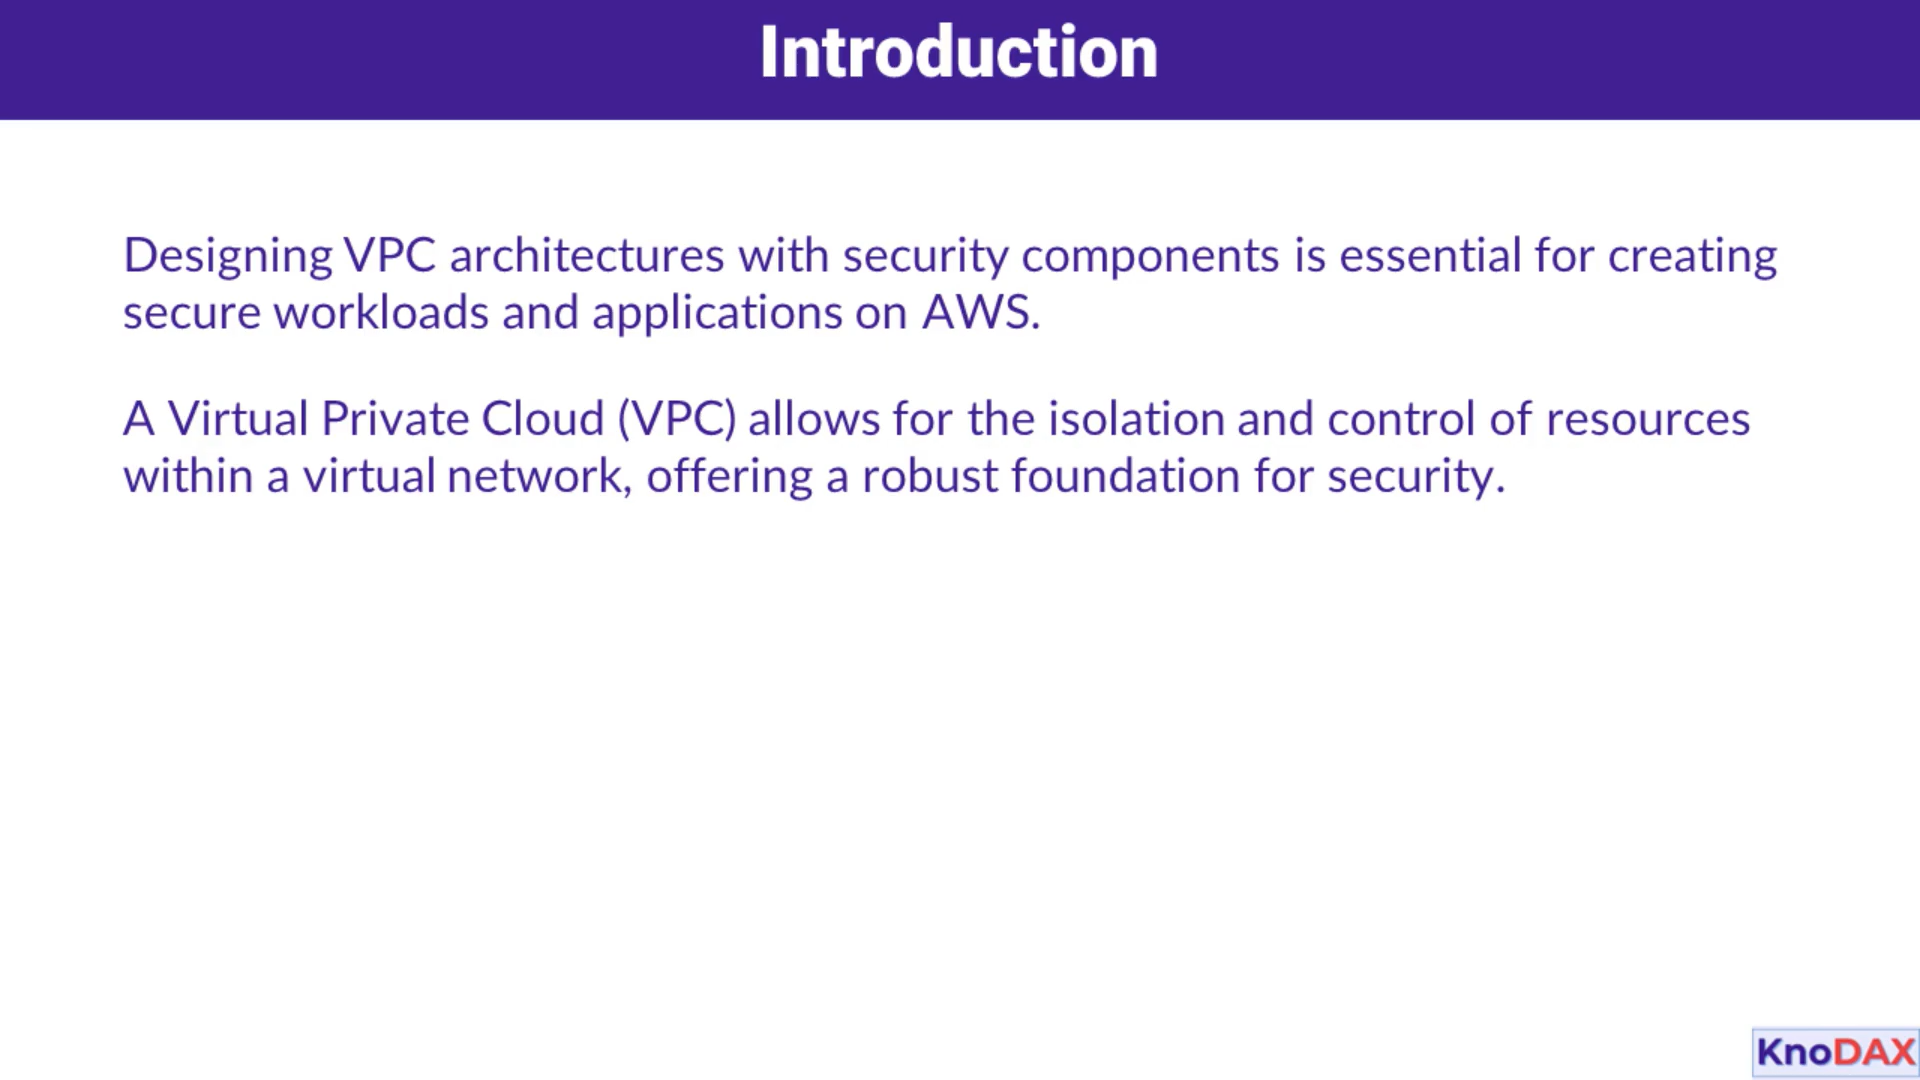 Introduction
Designing VPC architectures with security components is essential for creating
secure workloads and applications on AWS.
A Virtual Private Cloud (VPC) allows for the isolation and control of resources
within a virtual network, offering a robust foundation for security.
KnoDAX